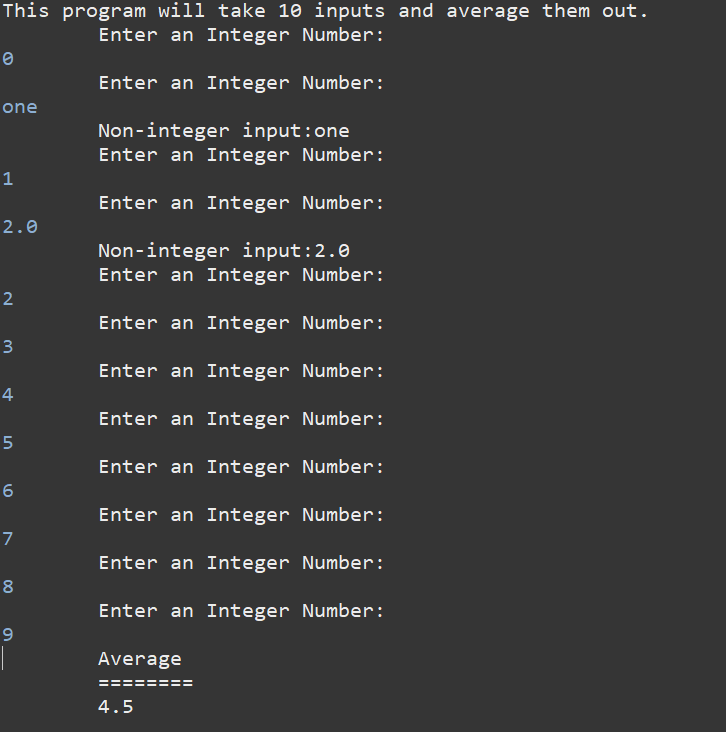 This program will take 10 inputs and average them out.
Enter an Integer Number:
0
Enter an Integer Number:
one
Non-integer input:one
Enter an Integer Number:
1
Enter an Integer Number:
2.0
Non-integer input:2.0
Enter an Integer Number:
2
Enter an Integer Number:
3
Enter an Integer Number:
4
Enter an Integer Number:
5
Enter an Integer Number:
6
Enter an Integer Number:
7
Enter an Integer Number:
8
Enter an Integer Number:
9
Average
========
4.5